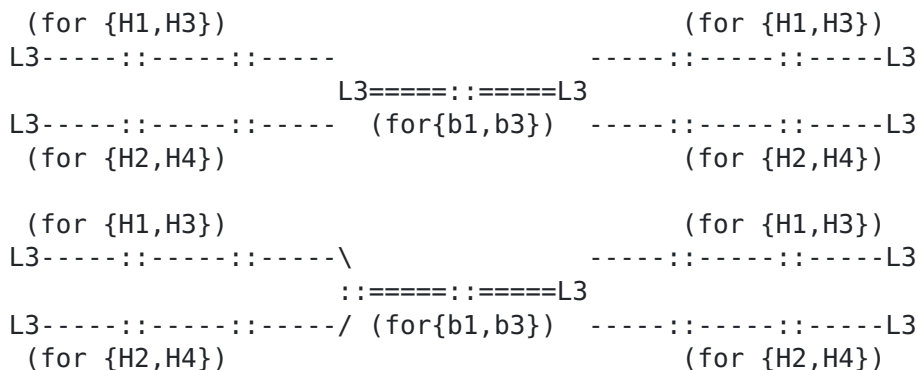 (for {H1,H3})                           (for {H1,H3})
L3-----::-----::-----               -----::-----::-----L3
                     L3=====::=====L3
L3-----::-----::-----  (for{b1,b3})  -----::-----::-----L3
 (for {H2,H4})                           (for {H2,H4})

 (for {H1,H3})                           (for {H1,H3})
L3-----::-----::-----\               -----::-----::-----L3
                     ::=====::=====L3
L3-----::-----::-----/ (for{b1,b3})  -----::-----::-----L3
 (for {H2,H4})                           (for {H2,H4})